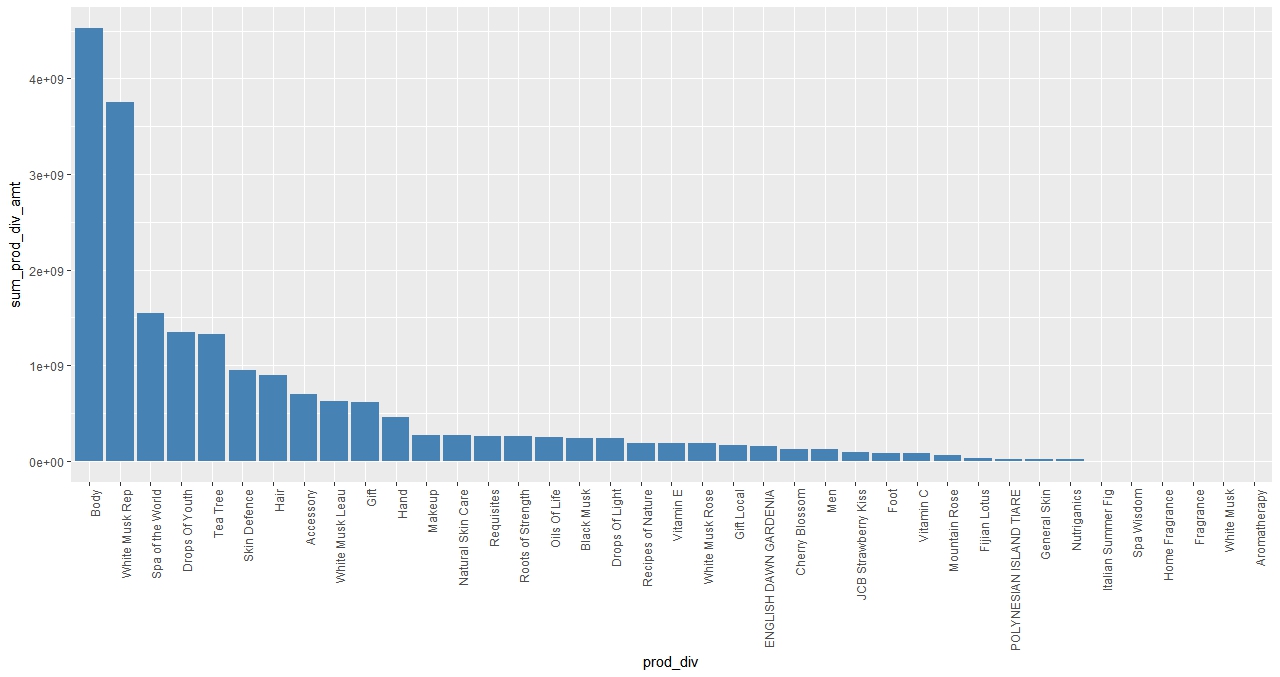 sum_prod_div_amt
4e+09
3e+09
2e+09
1e+09
0e+00
Body
White Musk Rep
Spa of the World
Drops Of Youth
Tea Tree
Skin Defence
Hair
Accessory
White Musk Leau
Gift
Hand
Makeup
Natural Skin Care
Requisites
Roots of Strength
Oils Of Life
Black Musk
Drops Of Light
Recipes of Nature
Vitamin E
White Musk Rose
Gift Local
ENGLISH DAWN GARDENIA
Cherry Blossom
Men
JCB Strawberry Kiss
Foot
Vitamin C
Mountain Rose
Fijian Lotus
POLYNESIAN ISLAND TIARE
General Skin
Nutriganics
Italian Summer Fig
Spa Wisdom
Home Fragrance
Fragrance
White Musk
Aromatherapy
prod_div